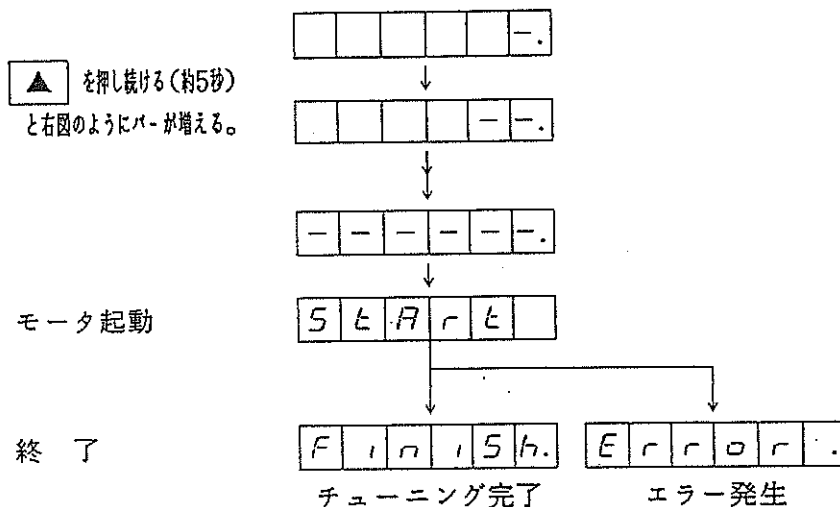 -.
▲ を押し続ける(約5秒)
と右図のようにバーが増える。
--.
------.
モータ起動
StArt
終 了
FiniSh.
Error.
チューニング完了
エラー発生